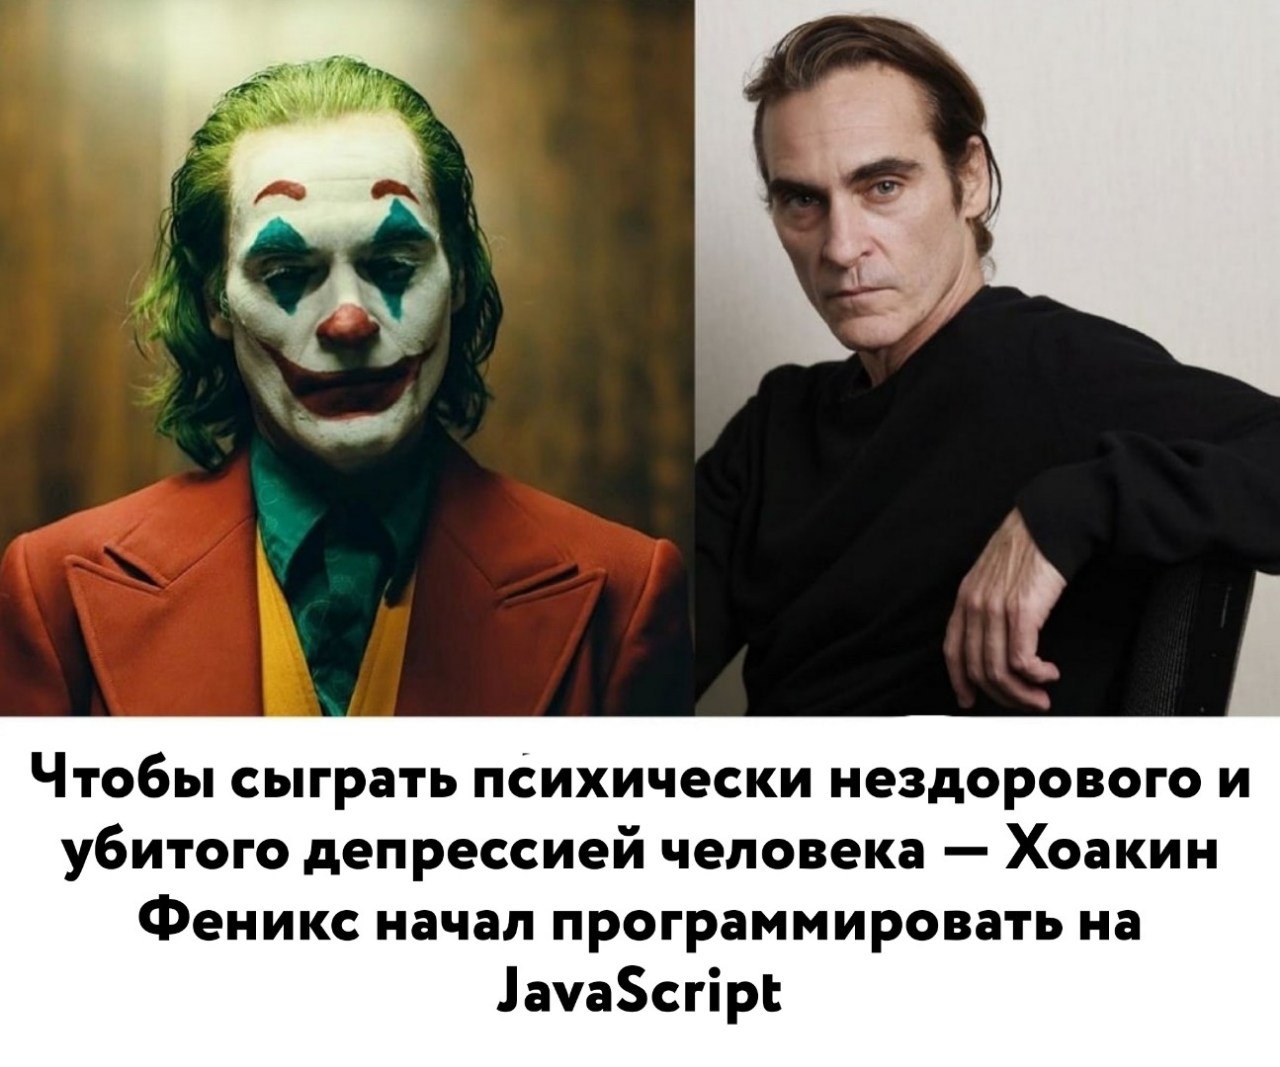 Чтобы сыграть психически нездорового и
убитого депрессией человека — Хоакин
Феникс начал программировать на
JavaScript